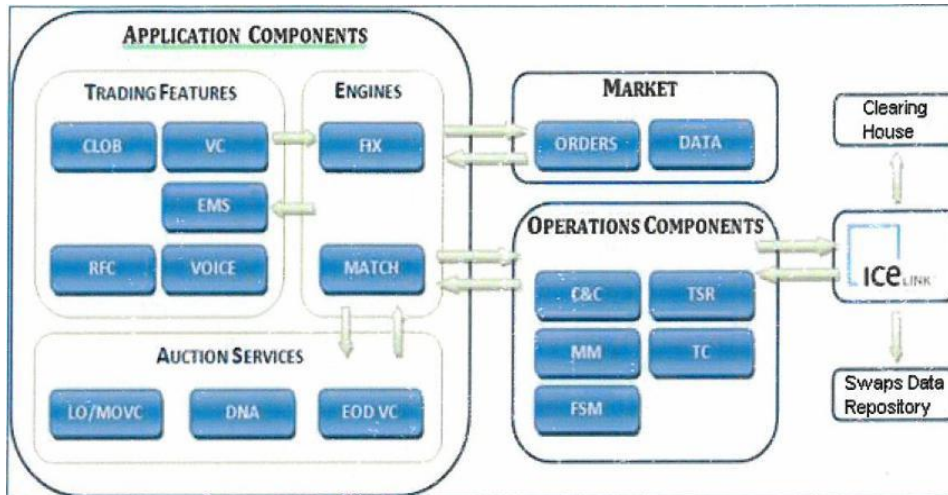 APPLICATION COMPONENTS
TRADING FEATURES
CLOB
VC
EMS
RFC
VOICE
ENGINES
FIX
MATCH
AUCTION SERVICES
LO/MOVC
DNA
EOD VC
MARKET
ORDERS
DATA
OPERATIONS COMPONENTS
C&C
TSR
MM
TC
FSM
Clearing
House
ICE LINK
Swaps Data
Repository